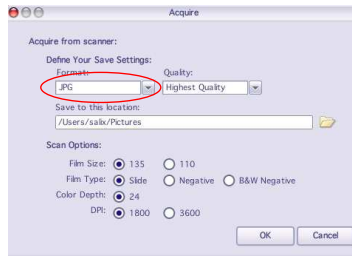 Acquire
Acquire from scanner:
Define Your Save Settings:
Format: Quality:
JPG Highest Quality
Save to this location:
/Users/salix/Pictures
Scan Options:
Film Size: 135 110
Film Type: Slide Negative B&W Negative
Color Depth: 24
DPI: 1800 3600
OK Cancel